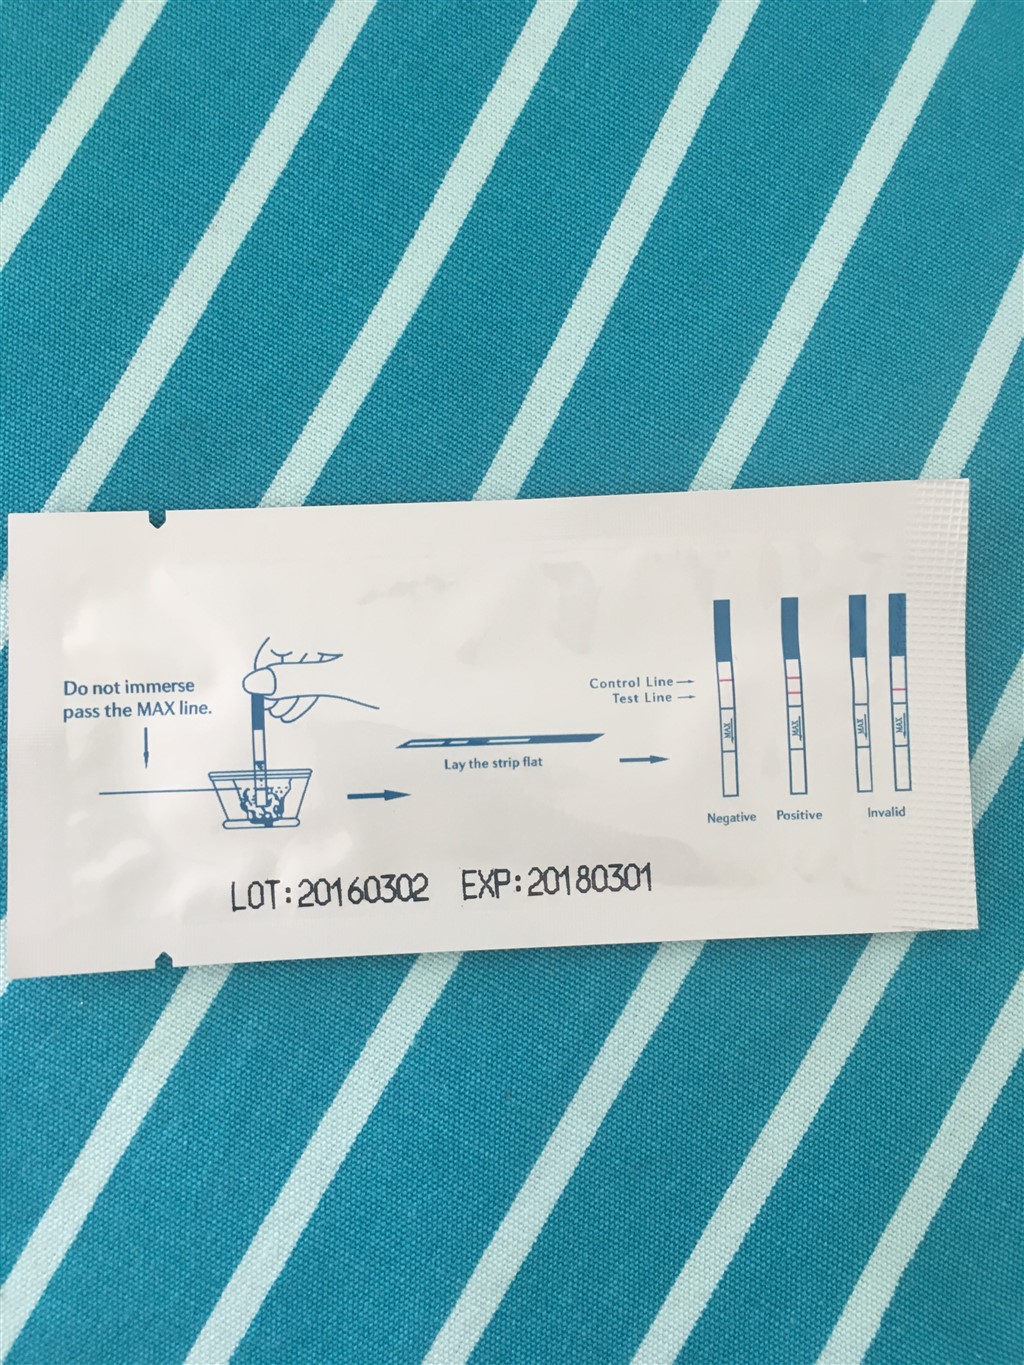 Do not immerse
pass the MAX line.
Lay the strip flat
Control Line
Test Line
MAX
MAX
MAX
MAX
Negative
Positive
Invalid
LOT:20160302 EXP:20180301